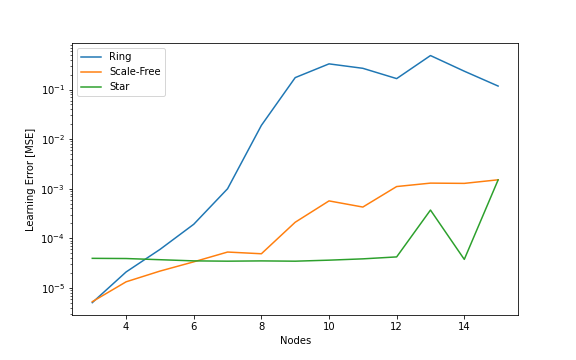 Ring
Scale-Free
Star
10⁻¹
10⁻²
10⁻³
10⁻⁴
10⁻⁵
Learning Error [MSE]
4 6 8 10 12 14
Nodes